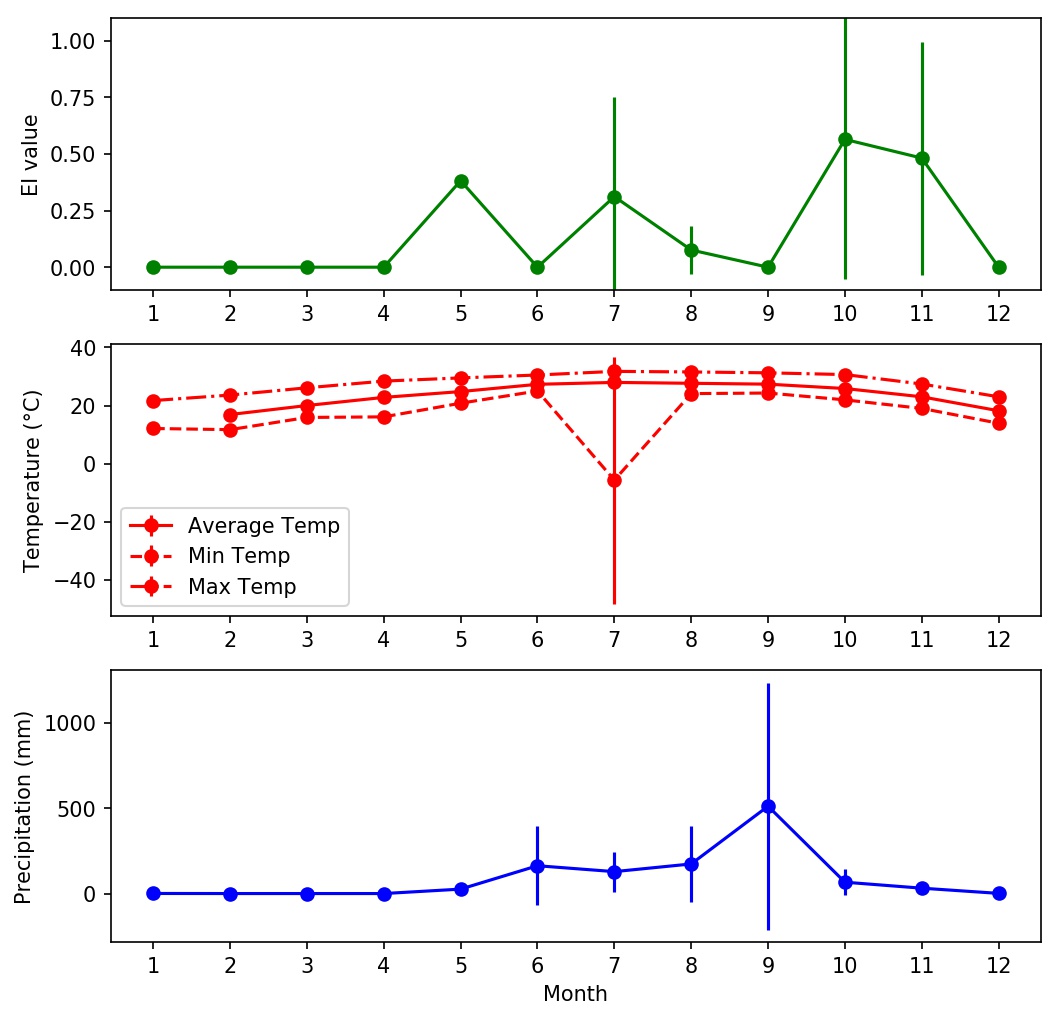 EI value
1.00
0.75
0.50
0.25
0.00
1 2 3 4 5 6 7 8 9 10 11 12
Temperature (°C)
40
20
0
−20
−40
Average Temp
Min Temp
Max Temp
1 2 3 4 5 6 7 8 9 10 11 12
Precipitation (mm)
1000
500
0
1 2 3 4 5 6 7 8 9 10 11 12
Month